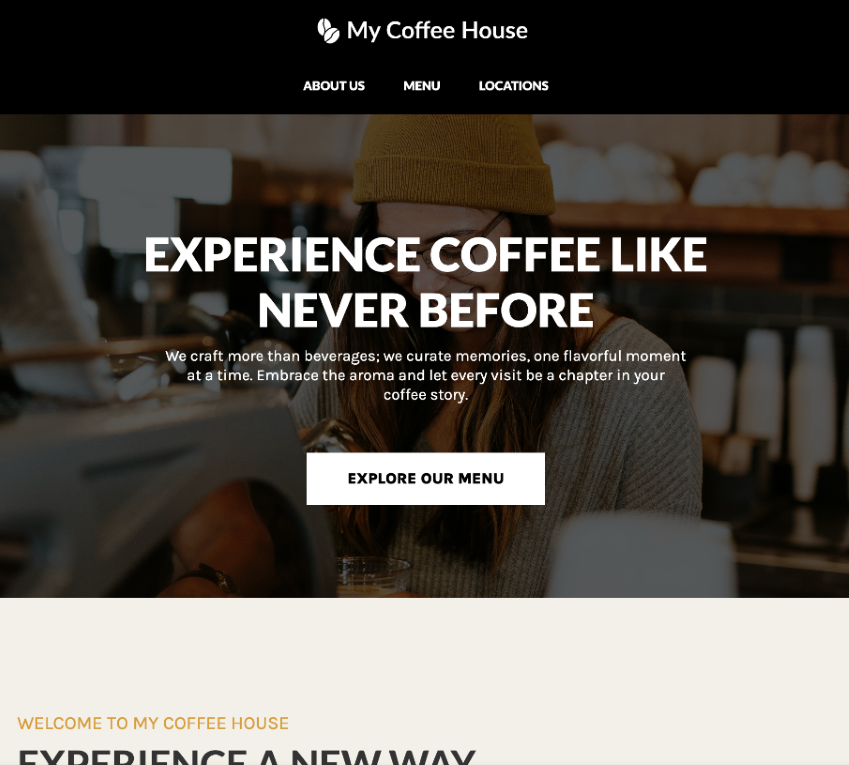 My Coffee House
ABOUT US MENU LOCATIONS
EXPERIENCE COFFEE LIKE
NEVER BEFORE
We craft more than beverages; we curate memories, one flavorful moment
at a time. Embrace the aroma and let every visit be a chapter in your
coffee story.
EXPLORE OUR MENU
WELCOME TO MY COFFEE HOUSE
EXPERIENCE A NEW WAY